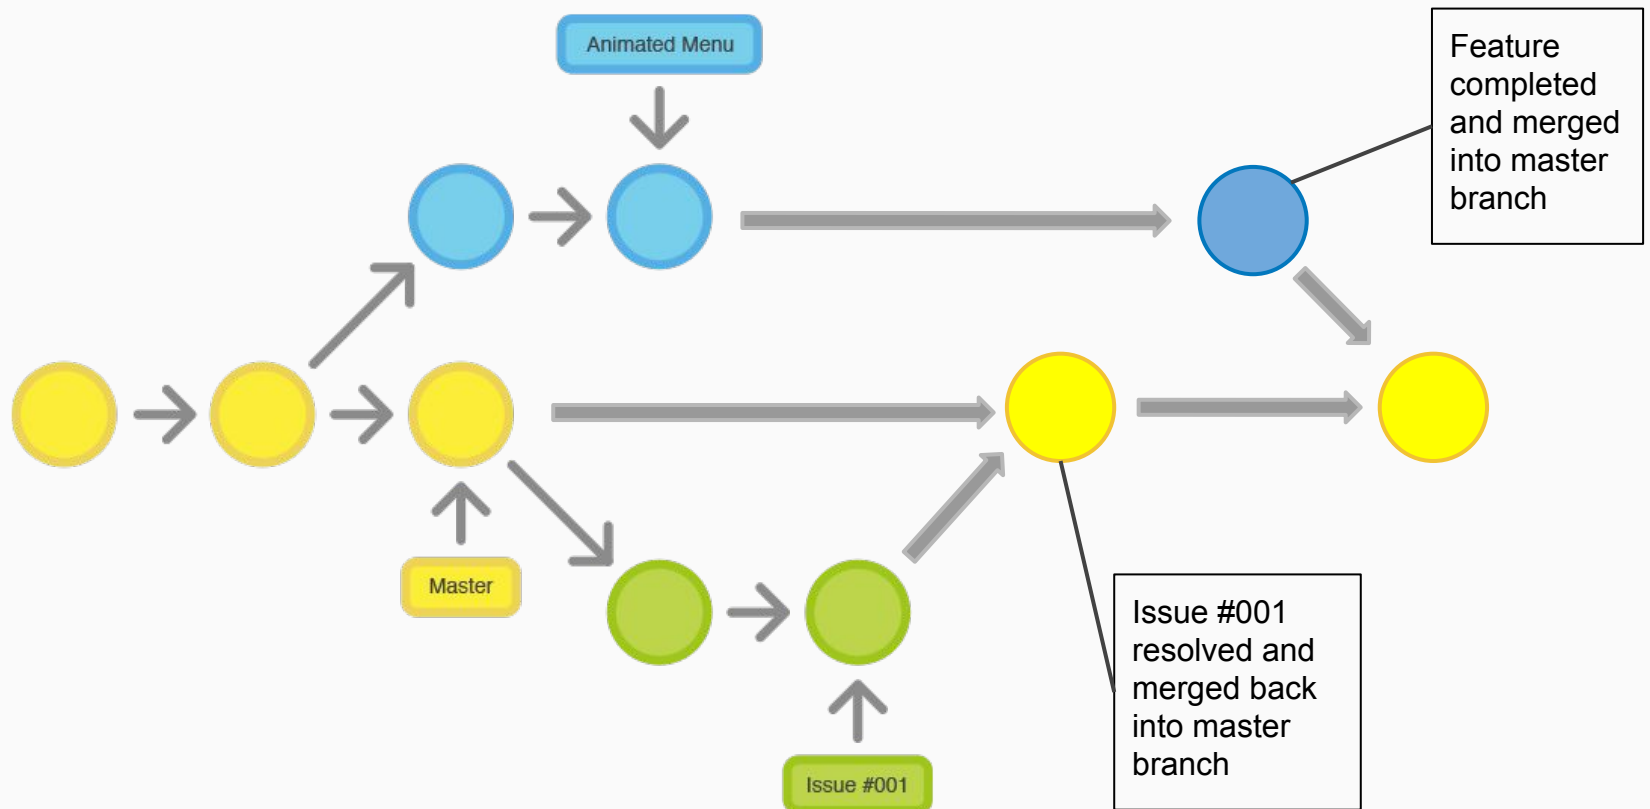 Animated Menu
Feature
completed
and merged
into master
branch
Master
Issue #001
resolved and
merged back
into master
branch
Issue #001